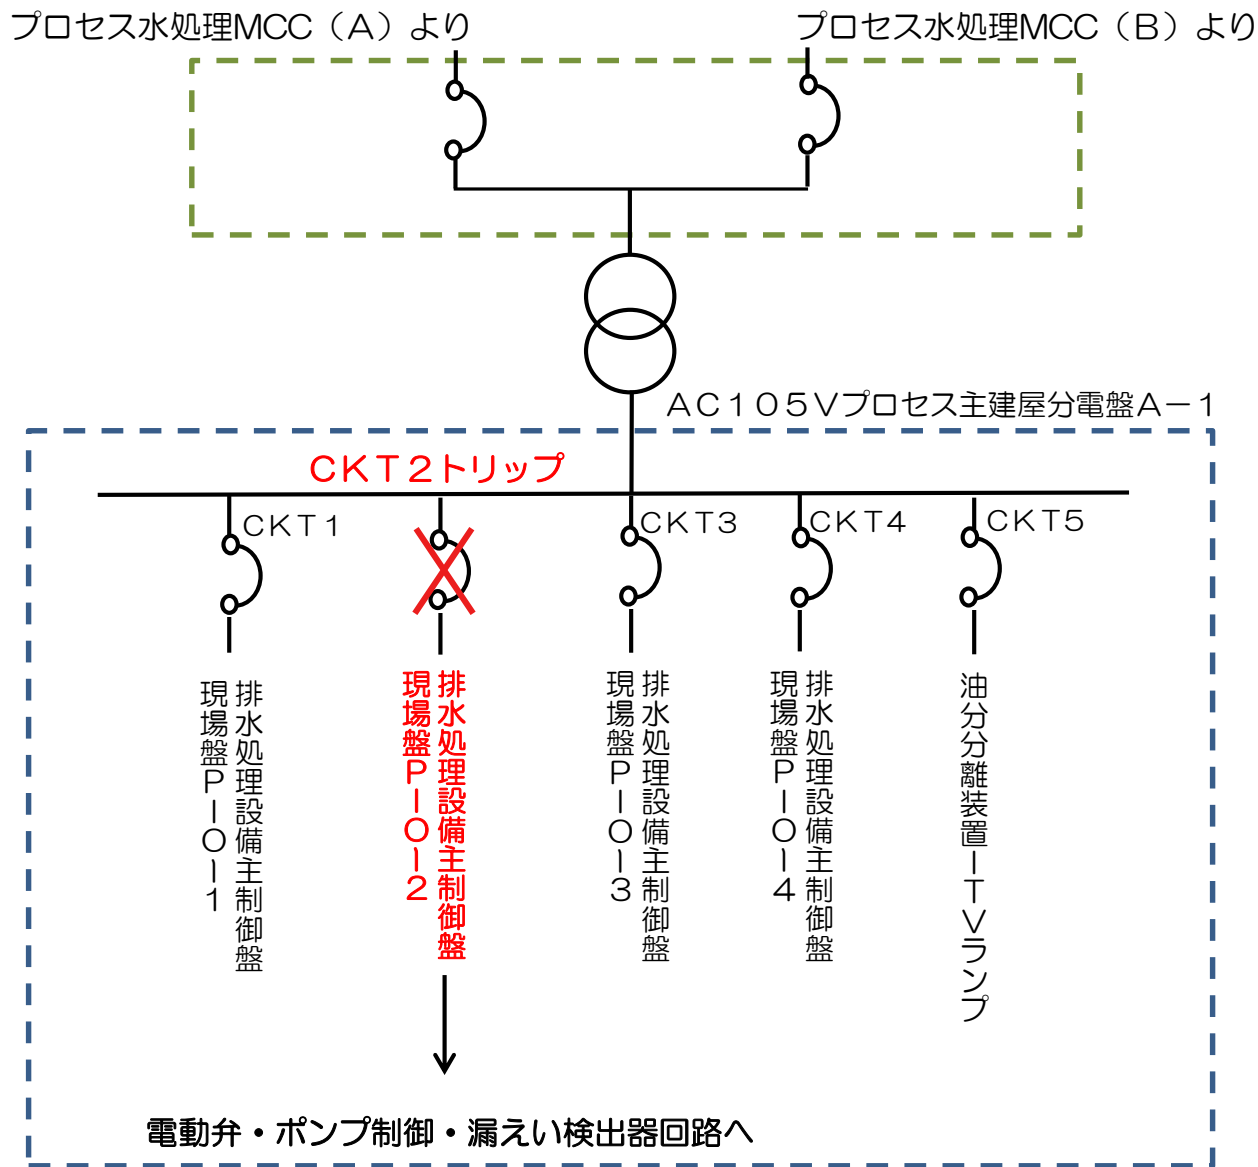 プロセス水処理MCC（A）より
プロセス水処理MCC（B）より
AC１０５Vプロセス主建屋分電盤A－１
CKT２トリップ
CKT１
CKT３
CKT４
CKT５
排水処理設備主制御盤
現場盤P－O－１
排水処理設備主制御盤
現場盤P－O－２
排水処理設備主制御盤
現場盤P－O－３
排水処理設備主制御盤
現場盤P－O－４
油分分離装置ITVランプ
電動弁・ポンプ制御・漏えい検出器回路へ